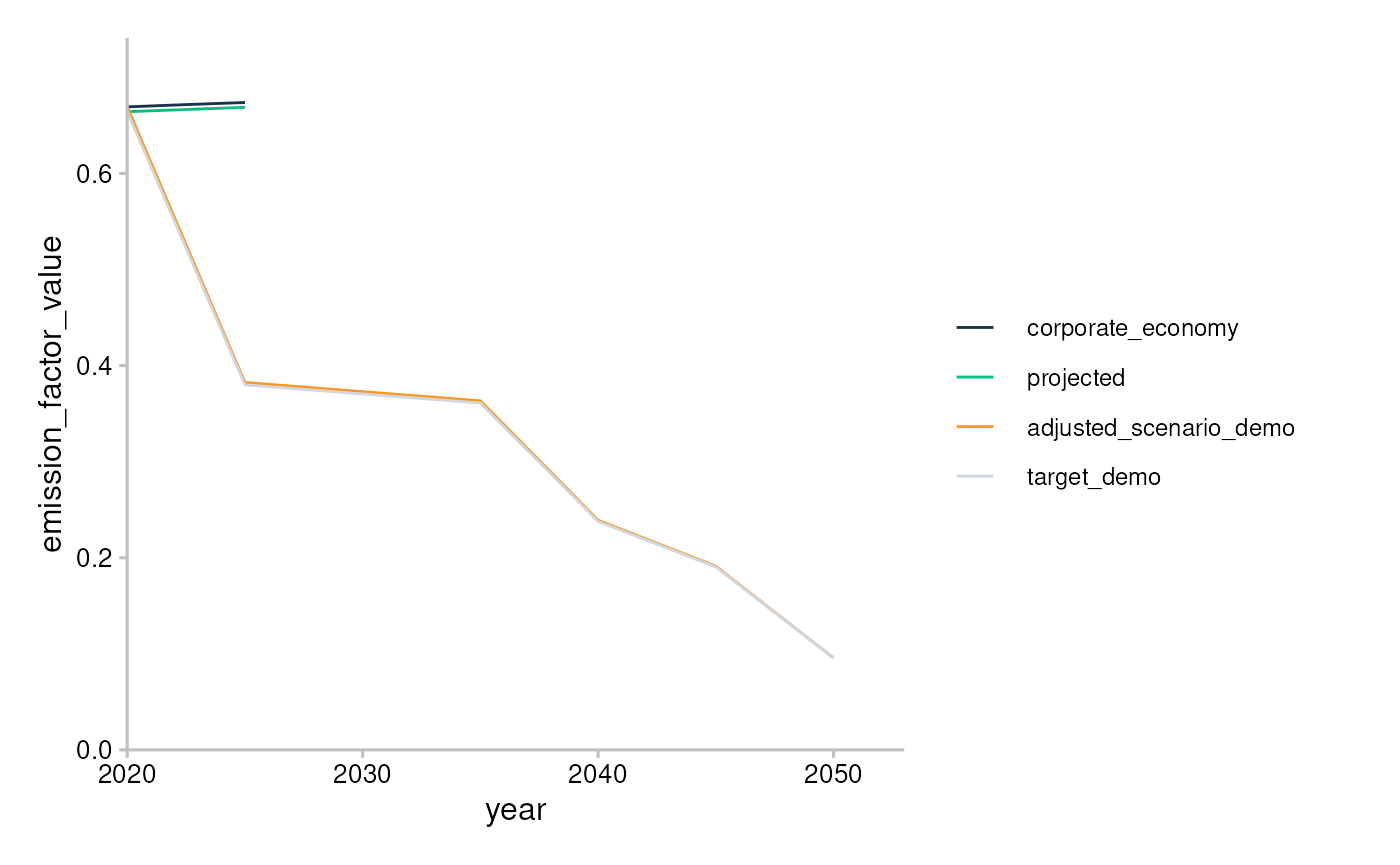 emission_factor_value
0.6
0.4
0.2
0.0
2020
2030
2040
2050
year
corporate_economy
projected
adjusted_scenario_demo
target_demo